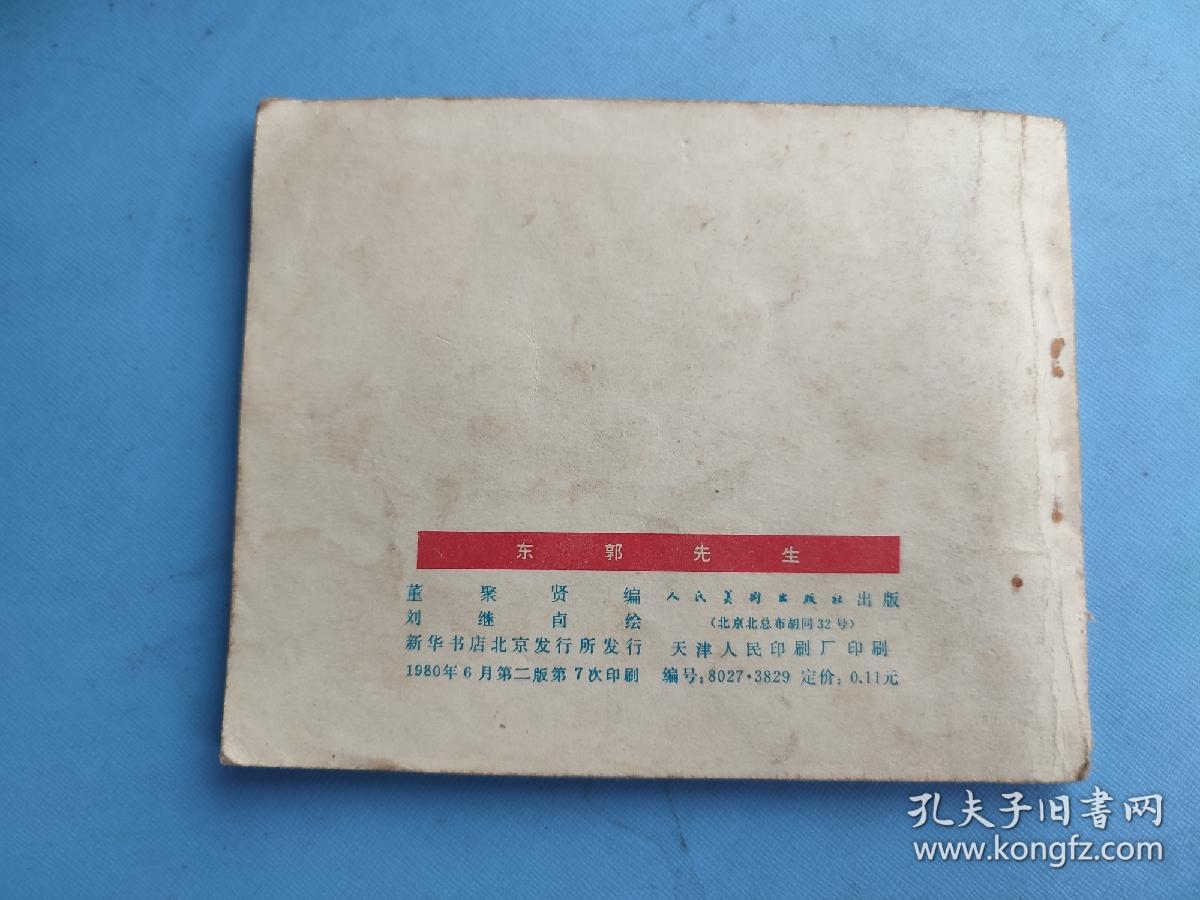 东郭先生
董聚贤编 人民美术出版社出版
刘继卣绘 (北京北总布胡同32号)
新华书店北京发行所发行 天津人民印刷厂印刷
1980年6月第二版第7次印刷 编号:8027·3829 定价:0.11元
孔夫子旧书网
www.kongfz.com